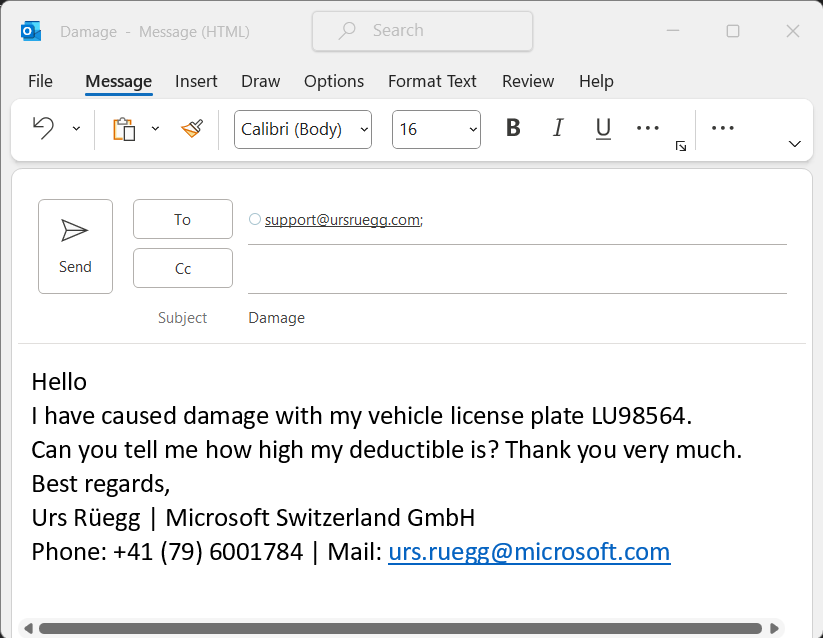 Damage - Message (HTML)
Search
File Message Insert Draw Options Format Text Review Help
Calibri (Body) 16 B I U
Send
To support@ursruegg.com;
Cc
Subject Damage
Hello
I have caused damage with my vehicle license plate LU98564.
Can you tell me how high my deductible is? Thank you very much.
Best regards,
Urs Rüegg | Microsoft Switzerland GmbH
Phone: +41 (79) 6001784 | Mail: urs.ruegg@microsoft.com